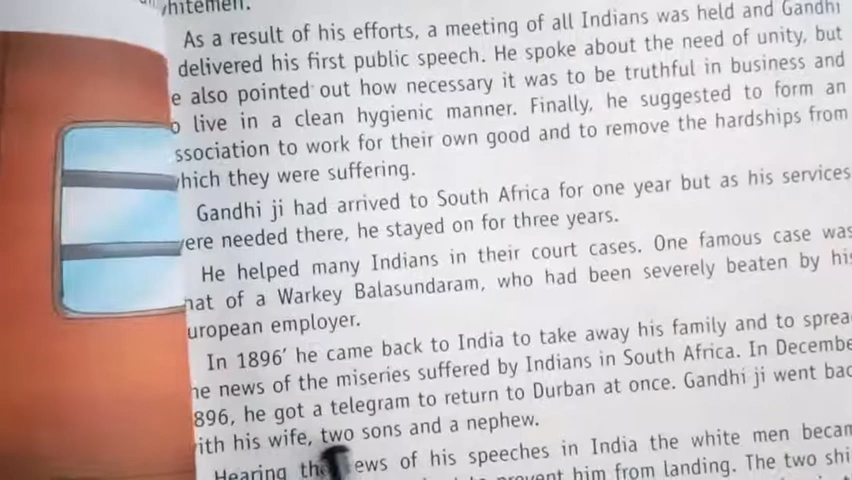 whitemen.
As a result of his efforts, a meeting of all Indians was held and Gandhi
delivered his first public speech. He spoke about the need of unity, but
e also pointed out how necessary it was to be truthful in business and
o live in a clean hygienic manner. Finally, he suggested to form an
ssociation to work for their own good and to remove the hardships from
which they were suffering.
Gandhi ji had arrived to South Africa for one year but as his services
were needed there, he stayed on for three years.
He helped many Indians in their court cases. One famous case was
hat of a Warkey Balasundaram, who had been severely beaten by his
uropean employer.
In 1896' he came back to India to take away his family and to sprea
he news of the miseries suffered by Indians in South Africa. In Decembe
896, he got a telegram to return to Durban at once. Gandhi ji went bac
ith his wife, two sons and a nephew.
Hearing the ews of his speeches in India the white men becam
prevent him from landing. The two shi